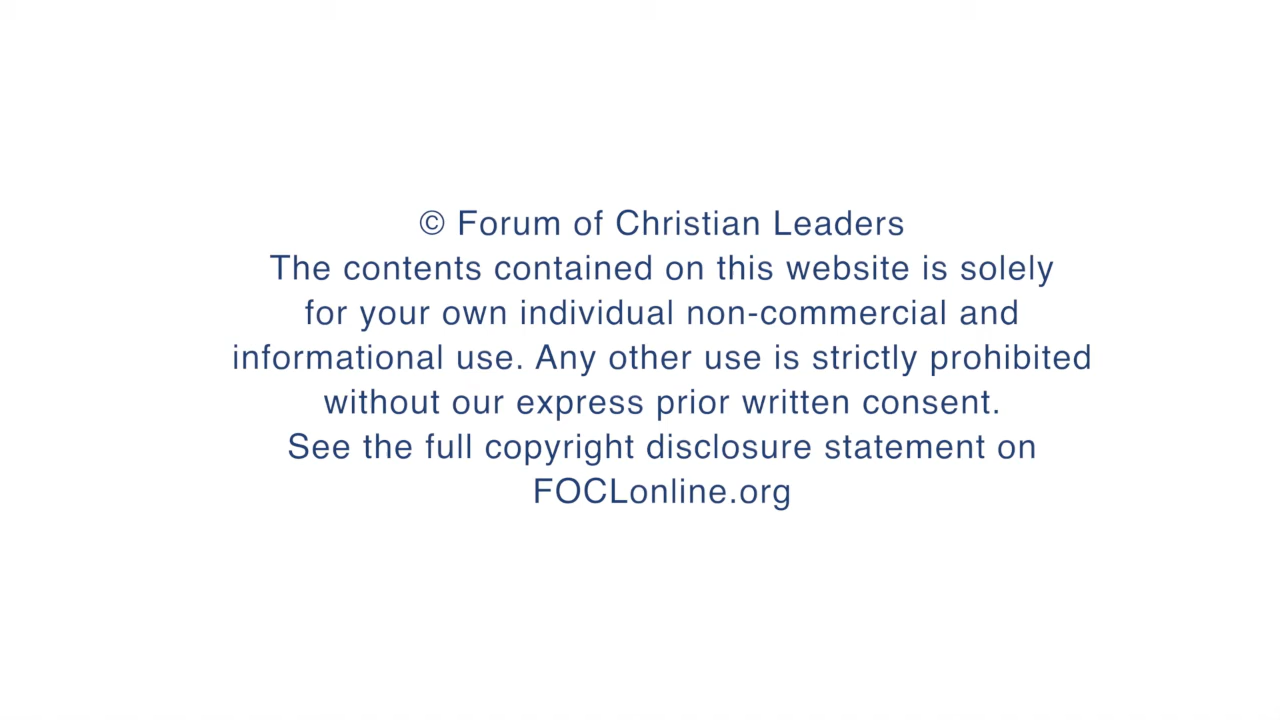 © Forum of Christian Leaders
The contents contained on this website is solely
for your own individual non-commercial and
informational use. Any other use is strictly prohibited
without our express prior written consent.
See the full copyright disclosure statement on
FOCLonline.org